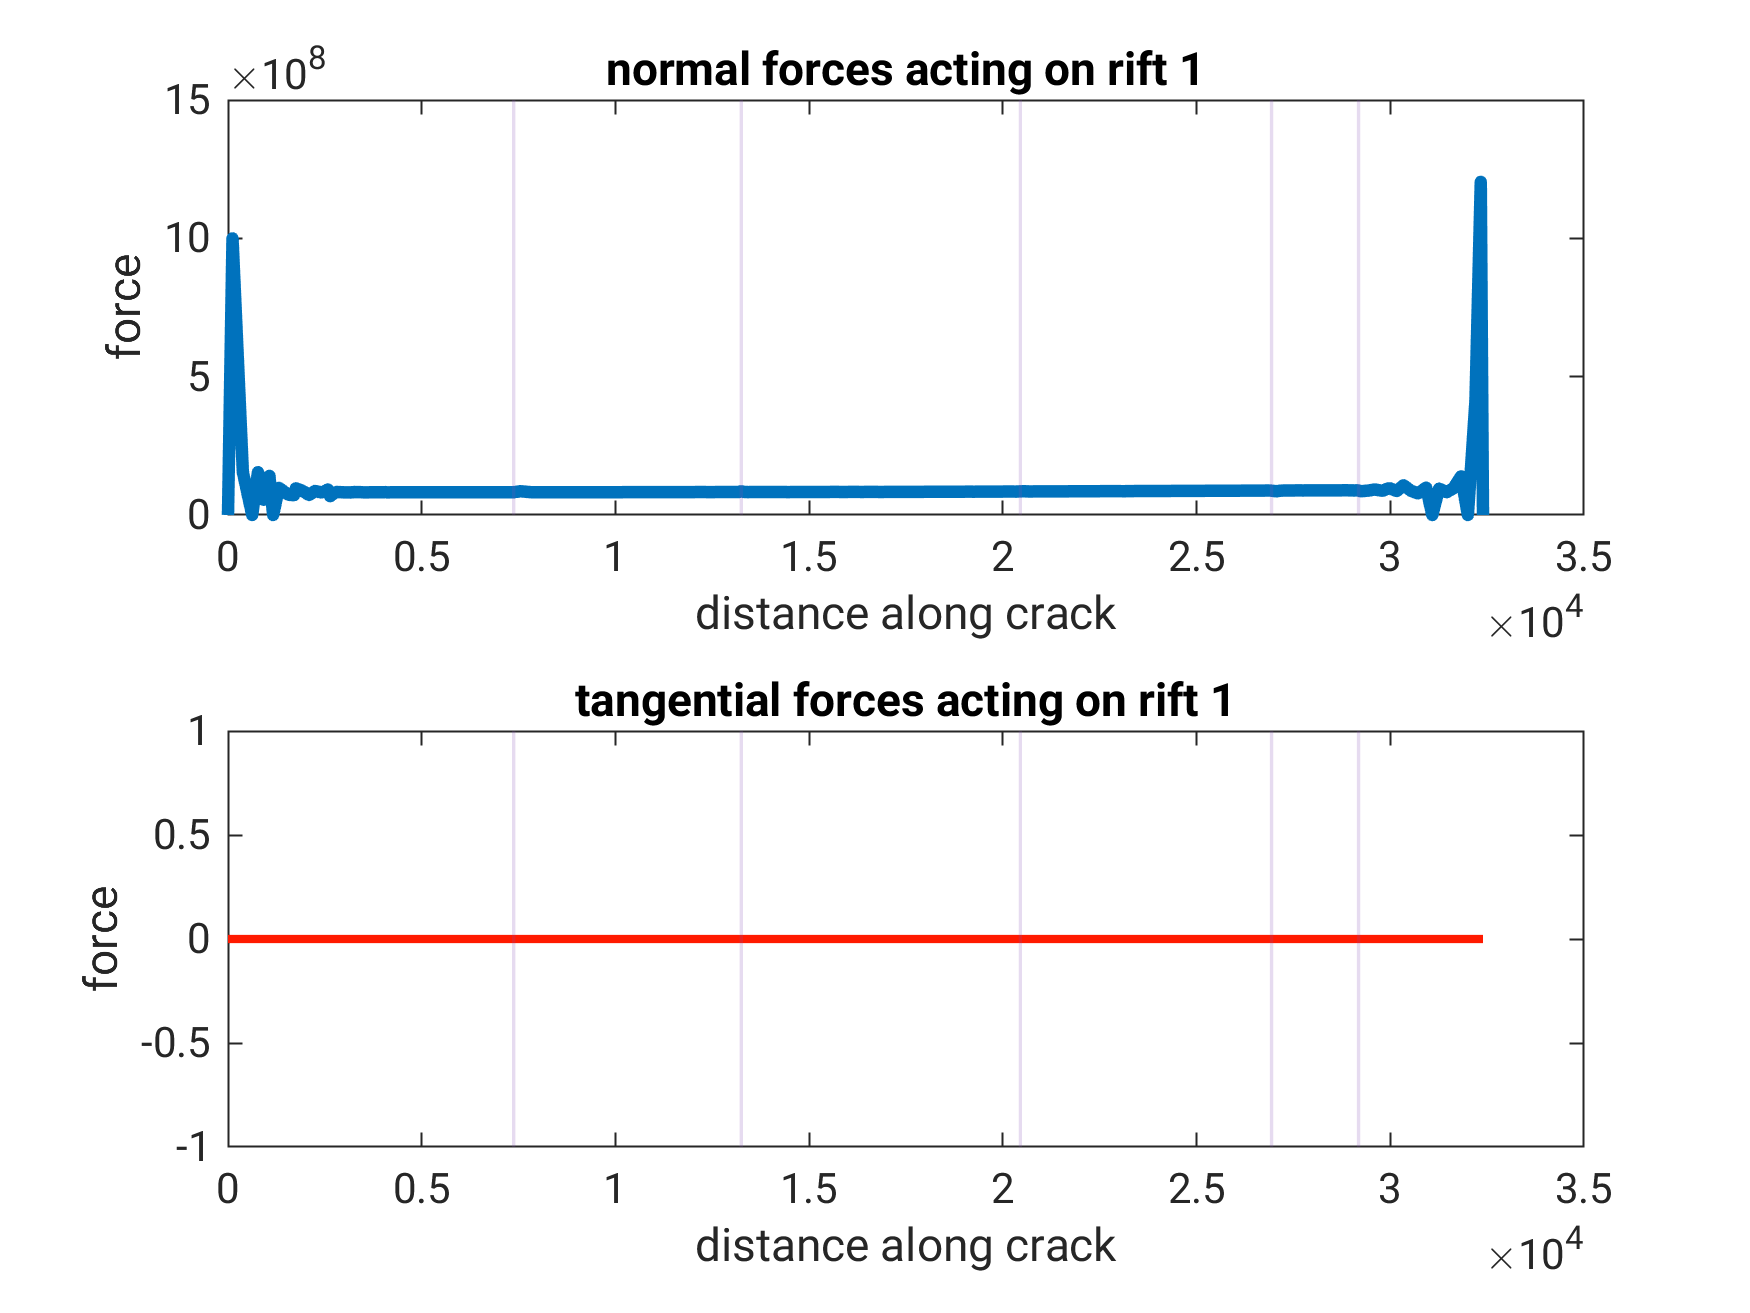 ×10^8
normal forces acting on rift 1
15
10
5
0
force
0 0.5 1 1.5 2 2.5 3 3.5
distance along crack
×10^4
tangential forces acting on rift 1
1
0.5
0
-0.5
-1
force
0 0.5 1 1.5 2 2.5 3 3.5
distance along crack
×10^4